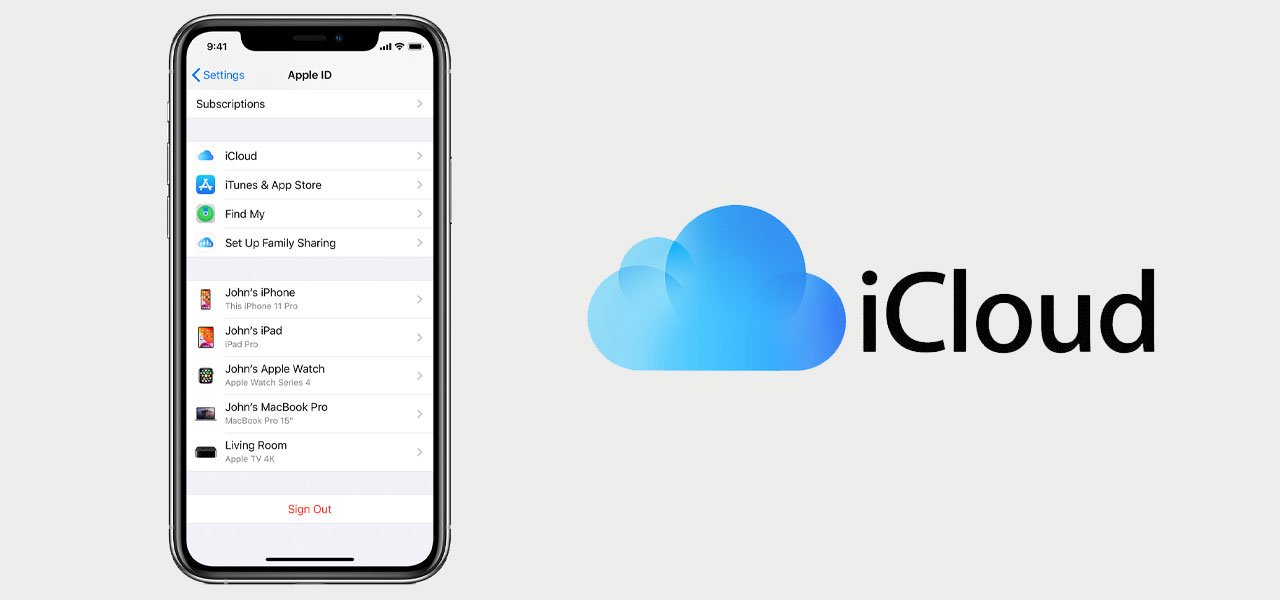 9:41
Settings
Apple ID
Subscriptions
iCloud
iTunes & App Store
Find My
Set Up Family Sharing
John's iPhone
This iPhone 11 Pro
John's iPad
iPad Pro
John's Apple Watch
Apple Watch Series 4
John's MacBook Pro
MacBook Pro 15"
Living Room
Apple TV 4K
Sign Out
iCloud